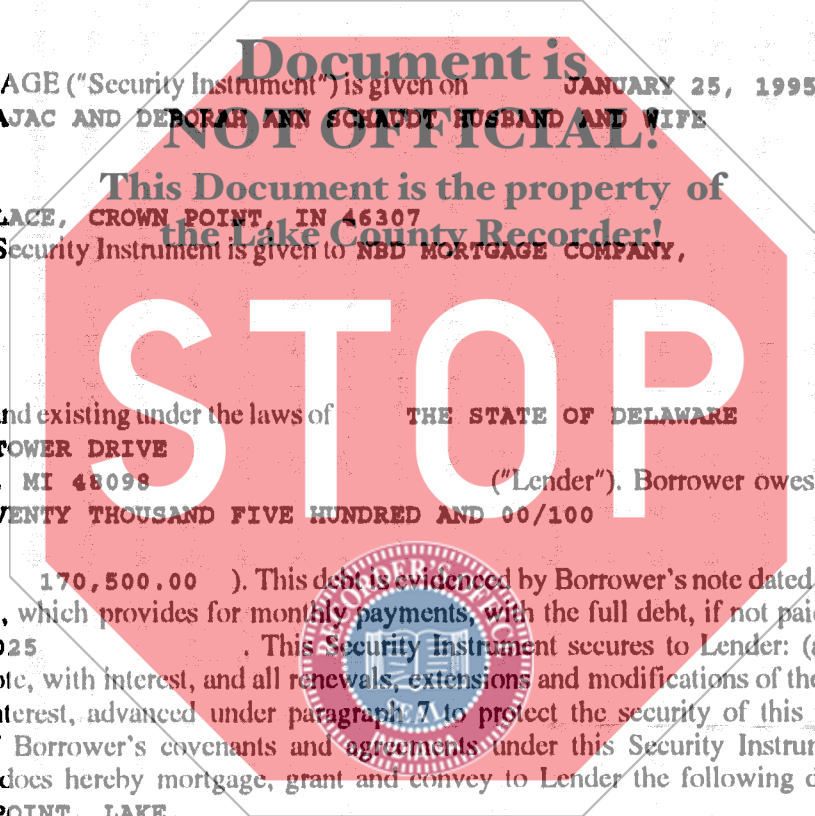 Document is
AGE ("Security Instrument") is given on JANUARY 25, 1995
AJAC AND DEBORAH ANN SCHAUDT HUSBAND AND WIFE
NOT OFFICIAL!
This Document is the property of
LACE, CROWN POINT, IN 46307
the Lake County Recorder!
Security Instrument is given to NBD MORTGAGE COMPANY,
STOP
nd existing under the laws of THE STATE OF DELAWARE
TOWER DRIVE
, MI 48098 ("Lender"). Borrower owes
VENTY THOUSAND FIVE HUNDRED AND 00/100
170,500.00 ). This debt is evidenced by Borrower's note dated
, which provides for monthly payments, with the full debt, if not paid
025 . This Security Instrument secures to Lender: (a
ote, with interest, and all renewals, extensions and modifications of the
nterest, advanced under paragraph 7 to protect the security of this
f Borrower's covenants and agreements under this Security Instrum
does hereby mortgage, grant and convey to Lender the following d
POINT, LAKE
RECORDER OF
INDIANA